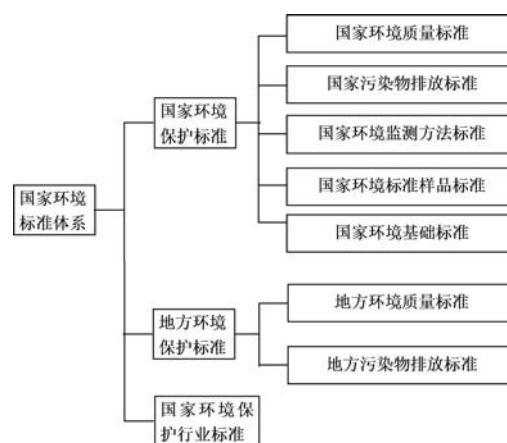 国家环境
标准体系
国家环境
保护标准
国家环境质量标准
国家污染物排放标准
国家环境监测方法标准
国家环境标准样品标准
国家环境基础标准
地方环境
保护标准
地方环境质量标准
地方污染物排放标准
国家环境保
护行业标准